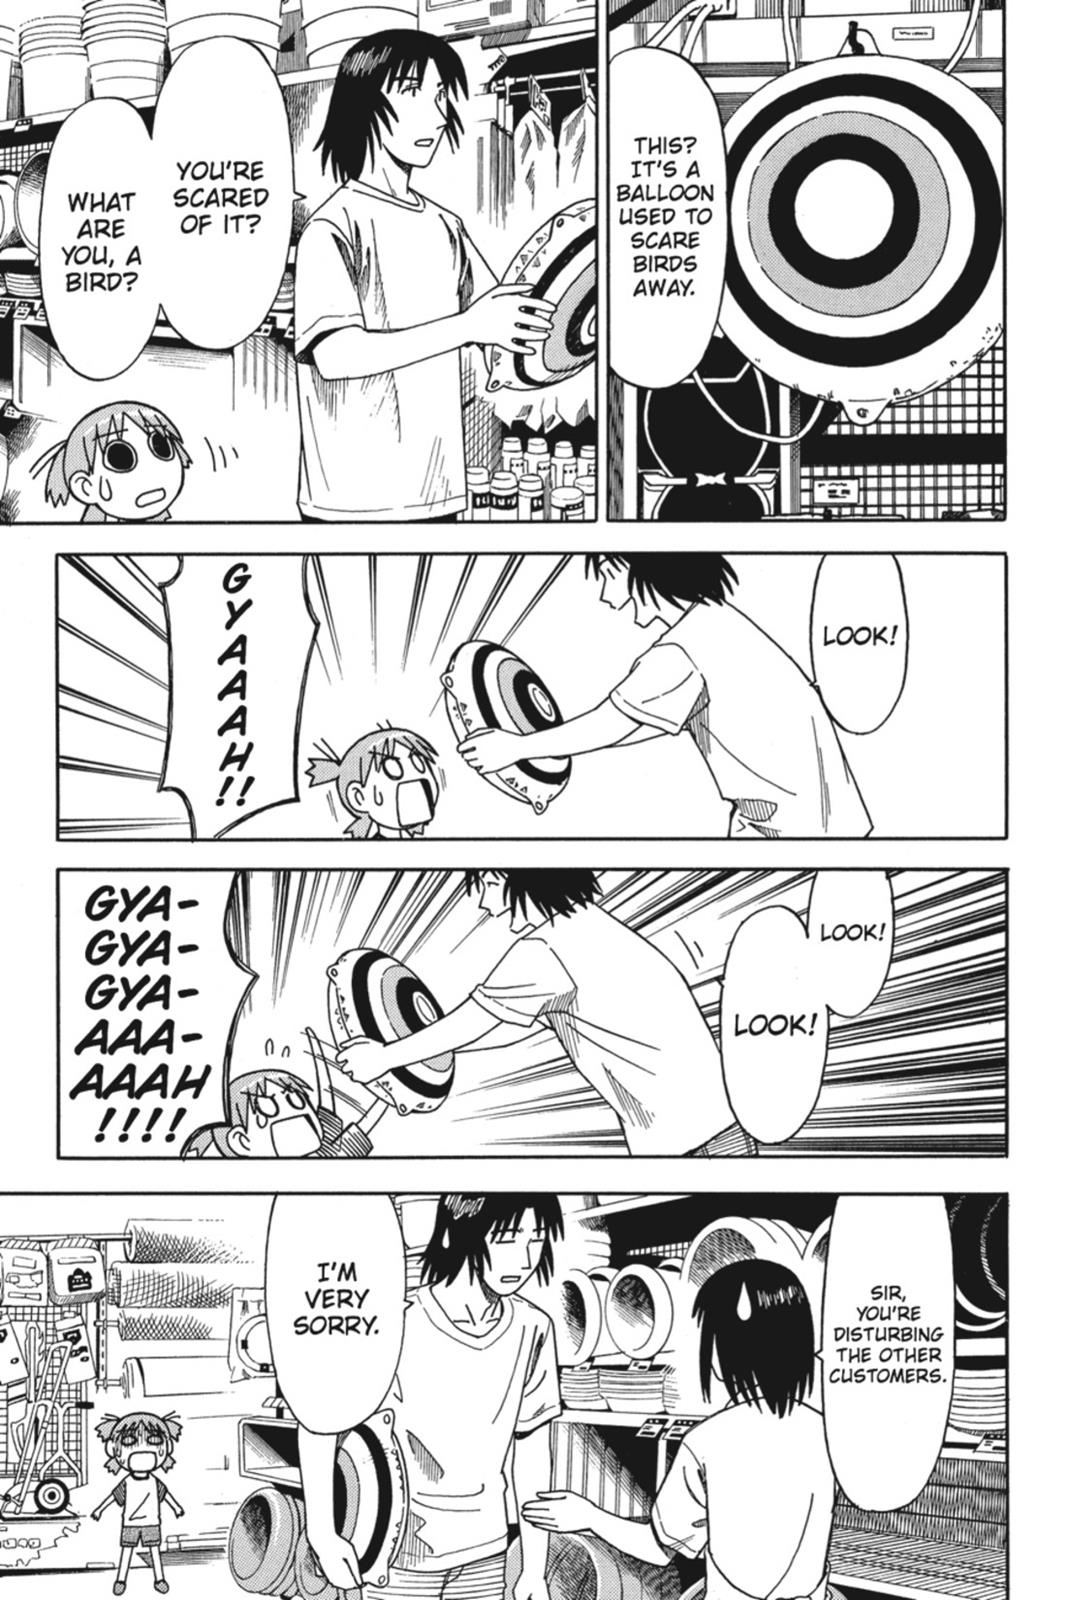 THIS?
IT'S A
BALLOON
USED TO
SCARE
BIRDS
AWAY.
YOU'RE
SCARED
OF IT?
WHAT
ARE
YOU, A
BIRD?
LOOK!
GYAAAH!!
LOOK!
LOOK!
GYA-
GYA-
GYA-
AAA-
AAAH
!!!!
SIR,
YOU'RE
DISTURBING
THE OTHER
CUSTOMERS.
I'M
VERY
SORRY.